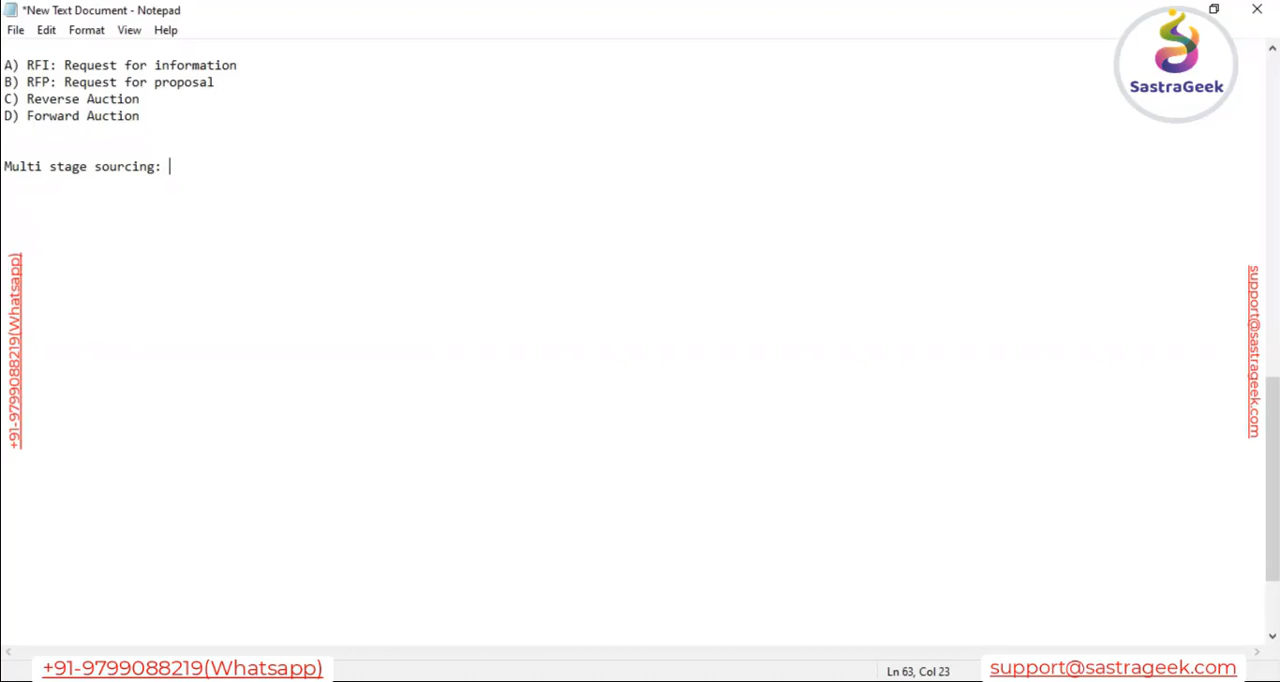 *New Text Document - Notepad
File Edit Format View Help
A) RFI: Request for information
B) RFP: Request for proposal
C) Reverse Auction
D) Forward Auction
Multi stage sourcing:
SastraGeek
+91-9799088219(Whatsapp)
support@sastrageek.com
Ln 63, Col 23
+91-9799088219(Whatsapp)
support@sastrageek.com